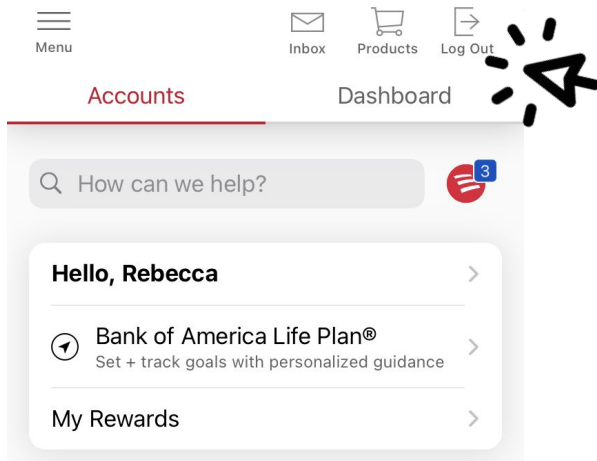 Menu
Inbox
Products
Log Out
Accounts
Dashboard
How can we help?
3
Hello, Rebecca
Bank of America Life Plan®
Set + track goals with personalized guidance
My Rewards